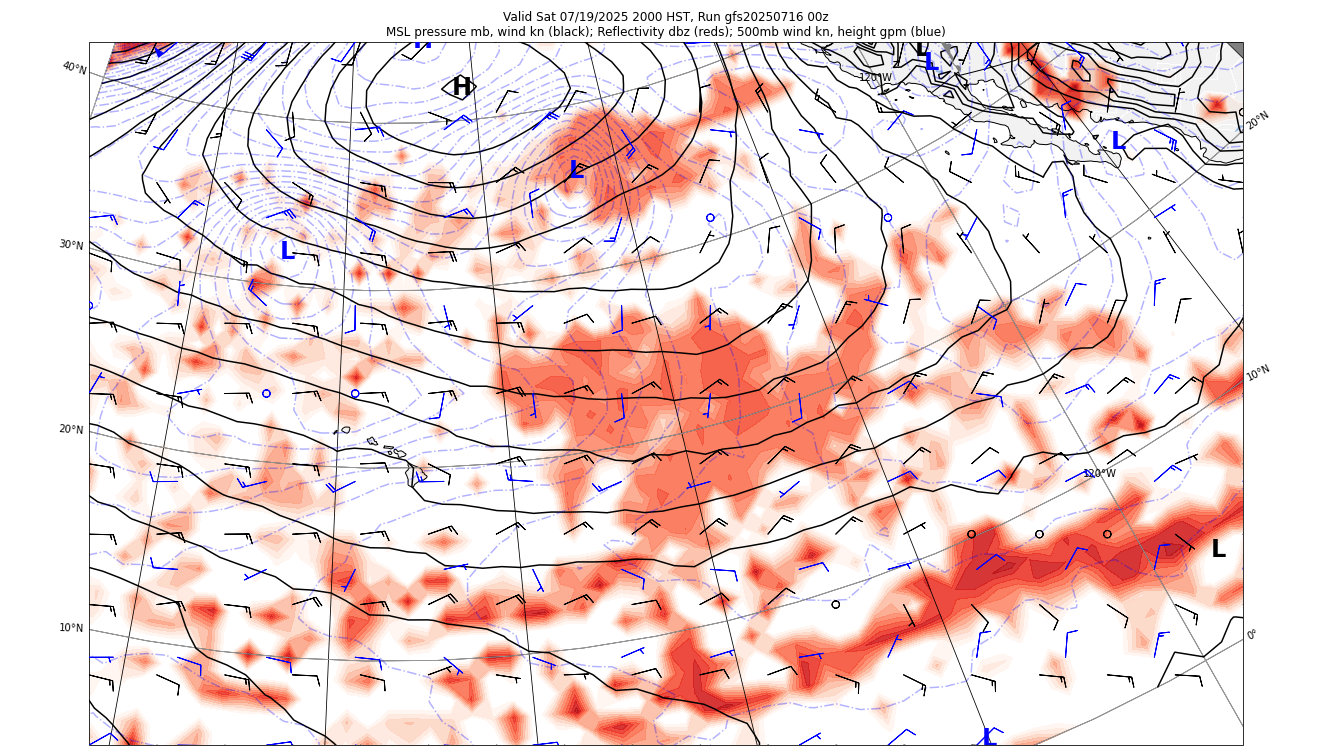 Valid Sat 07/19/2025 2000 HST, Run gfs20250716 00z
MSL pressure mb, wind kn (black); Reflectivity dbz (reds); 500mb wind kn, height gpm (blue)
H
L
L
40°N
H
120°W
20°N
L
L
30°N
L
10°N
20°N
120°W
L
10°N
0°
L